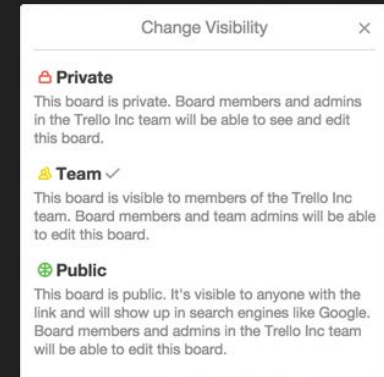 Change Visibility
Private
This board is private. Board members and admins
in the Trello Inc team will be able to see and edit
this board.
Team
This board is visible to members of the Trello Inc
team. Board members and team admins will be able
to edit this board.
Public
This board is public. It's visible to anyone with the
link and will show up in search engines like Google.
Board members and admins in the Trello Inc team
will be able to edit this board.